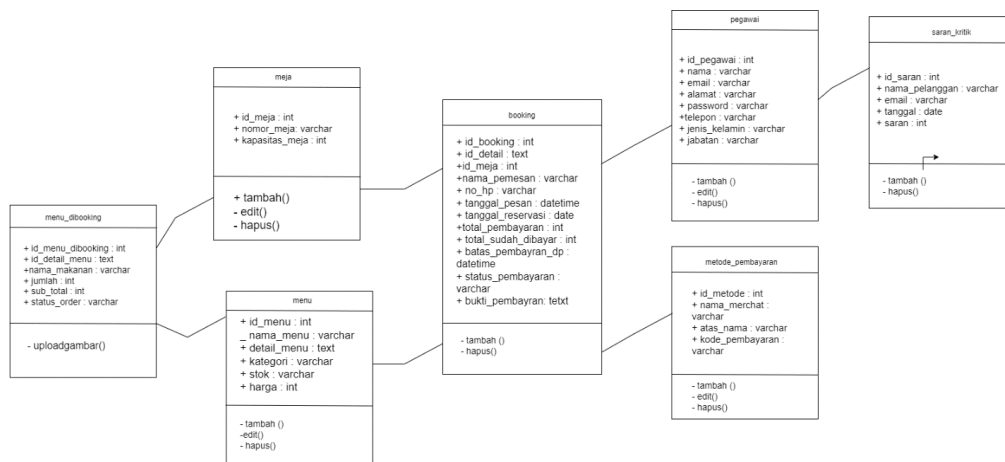 menu_dibooking
+ id_menu_dibooking : int
+ id_detail_menu : text
+nama_makanan : varchar
+ jumlah : int
+ sub_total : int
+ status_order : varchar
- uploadgambar()
meja
+ id_meja : int
+ nomor_meja: varchar
+ kapasitas_meja : int
+ tambah()
- edit()
- hapus()
menu
+ id_menu : int
_ nama_menu : varchar
+ detail_menu : text
+ kategori : varchar
+ stok : varchar
+ harga : int
- tambah ()
-edit()
- hapus()
booking
+ id_booking : int
+ id_detail : text
+id_meja : int
+nama_pemesan : varchar
+ no_hp : varchar
+ tanggal_pesan : datetime
+ tanggal_reservasi : date
+total_pembayaran : int
+ total_sudah_dibayar : int
+ batas_pembayran_dp :
datetime
+ status_pembayaran :
varchar
+ bukti_pembayran: tetxt
- tambah ()
- hapus()
pegawai
+ id_pegawai : int
+ nama : varchar
+ email : varchar
+ alamat : varchar
+ password : varchar
+telepon : varchar
+ jenis_kelamin : varchar
+ jabatan : varchar
- tambah ()
- edit()
- hapus()
metode_pembayaran
+ id_metode : int
+ nama_merchat :
varchar
+ atas_nama : varchar
+ kode_pembayaran :
varchar
- tambah ()
- edit()
- hapus()
saran_kritik
+ id_saran : int
+ nama_pelanggan : varchar
+ email : varchar
+ tanggal : date
+ saran : int
- tambah ()
- hapus()